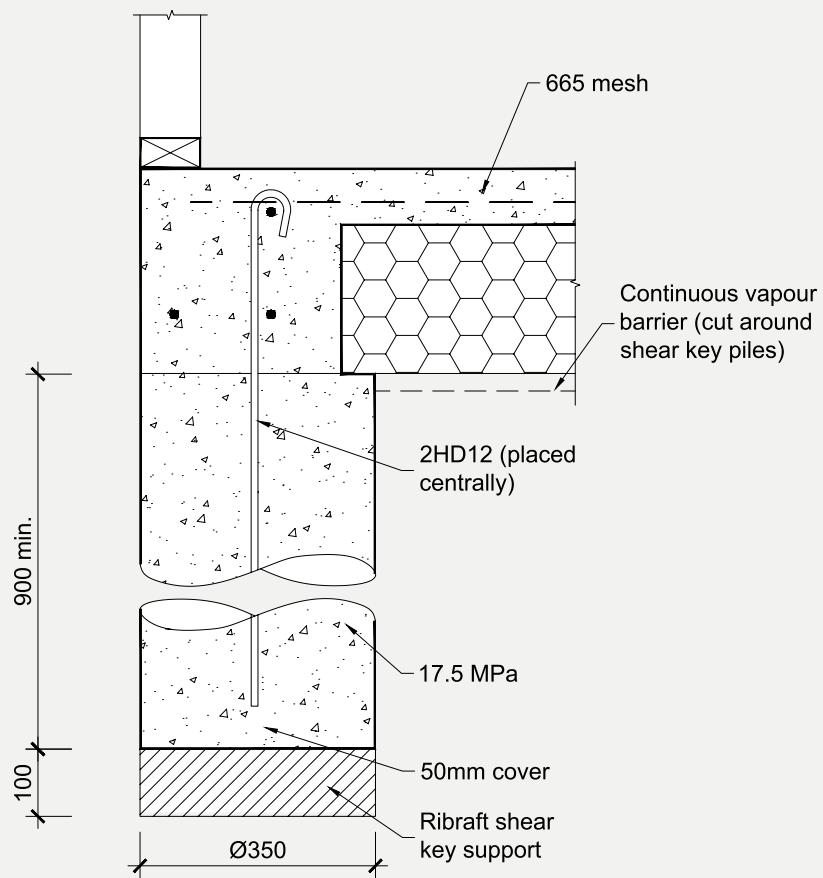 665 mesh
Continuous vapour
barrier (cut around
shear key piles)
2HD12 (placed
centrally)
900 min.
17.5 MPa
50mm cover
100
Ribraft shear
key support
Ø350